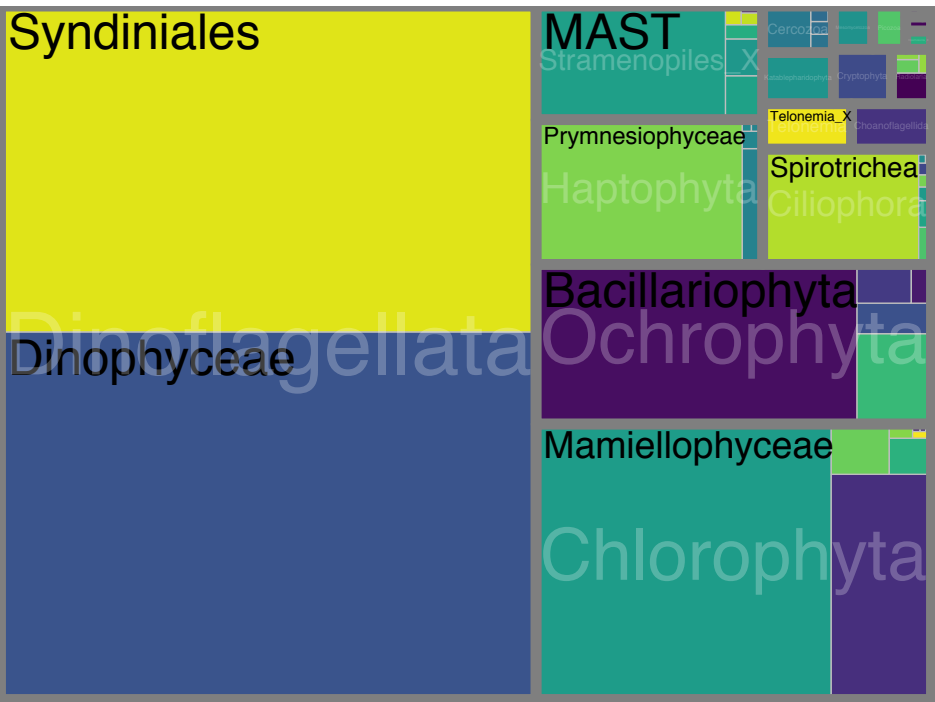 Syndiniales
Dinoflagellata
Dinophyceae
MAST
Stramenopiles_X
Prymnesiophyceae
Haptophyta
Cercozoa
Katablepharidophyta
Cryptophyta
Telonemia_X
Telonemia
Choanoflagellida
Spirotrichea
Ciliophora
Bacillariophyta
Ochrophyta
Mamiellophyceae
Chlorophyta